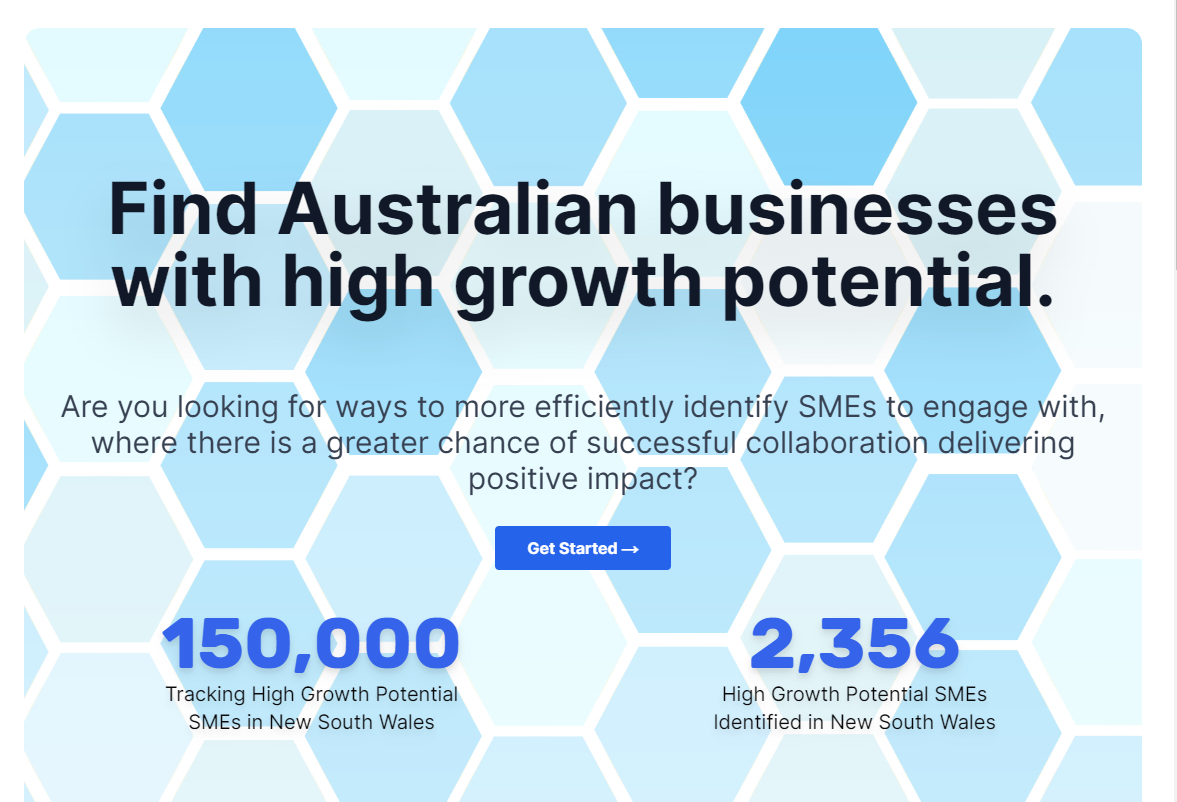 Find Australian businesses
with high growth potential.
Are you looking for ways to more efficiently identify SMEs to engage with,
where there is a greater chance of successful collaboration delivering
positive impact?
Get Started →
150,000
2,356
Tracking High Growth Potential
SMEs in New South Wales
High Growth Potential SMEs
Identified in New South Wales